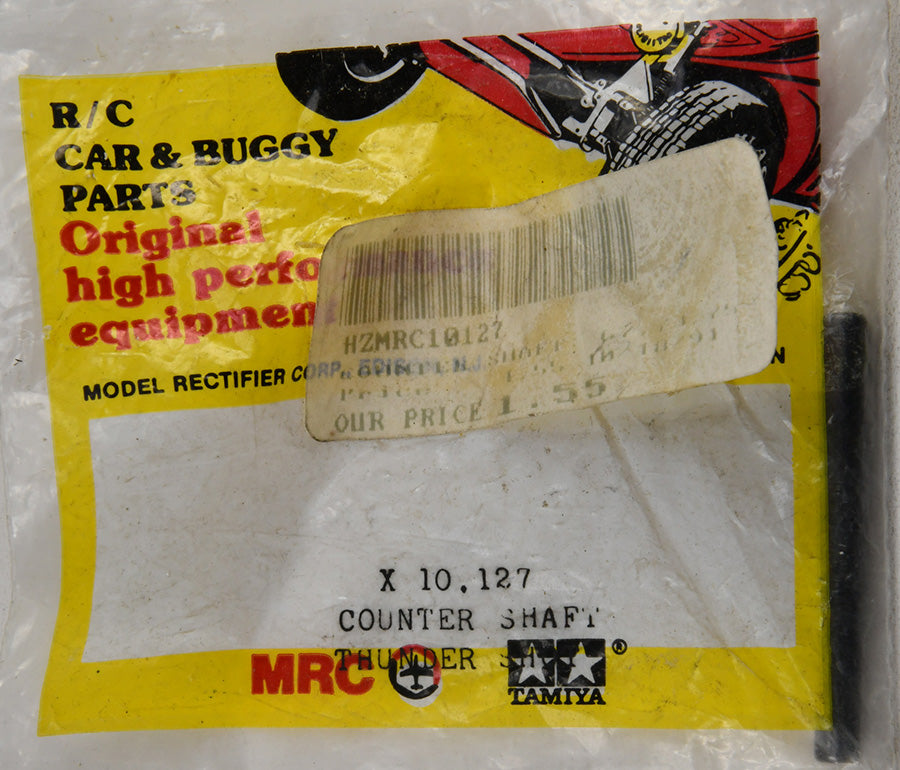 R/C
CAR & BUGGY
PARTS
Original
high perfo
equipmen
MODEL RECTIFIER CORP. EDISON N.J.
HZMRC10127
OUR PRICE 1.55
X 10.127
COUNTER SHAFT
THUNDER
MRC
TAMIYA®